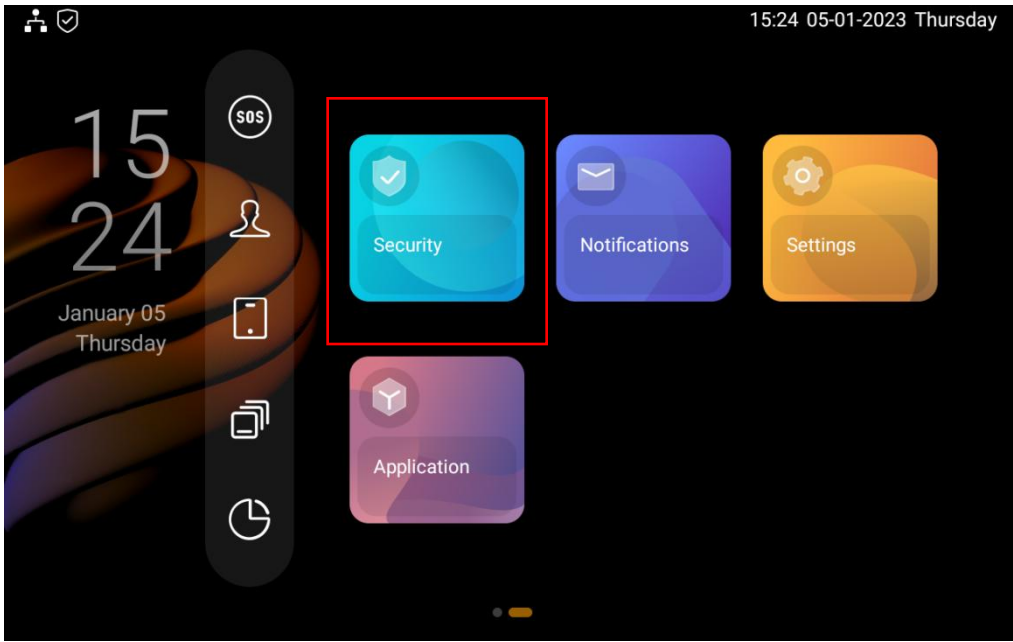 15:24 05-01-2023 Thursday
15
24
January 05
Thursday
SOS
Security
Notifications
Settings
Application